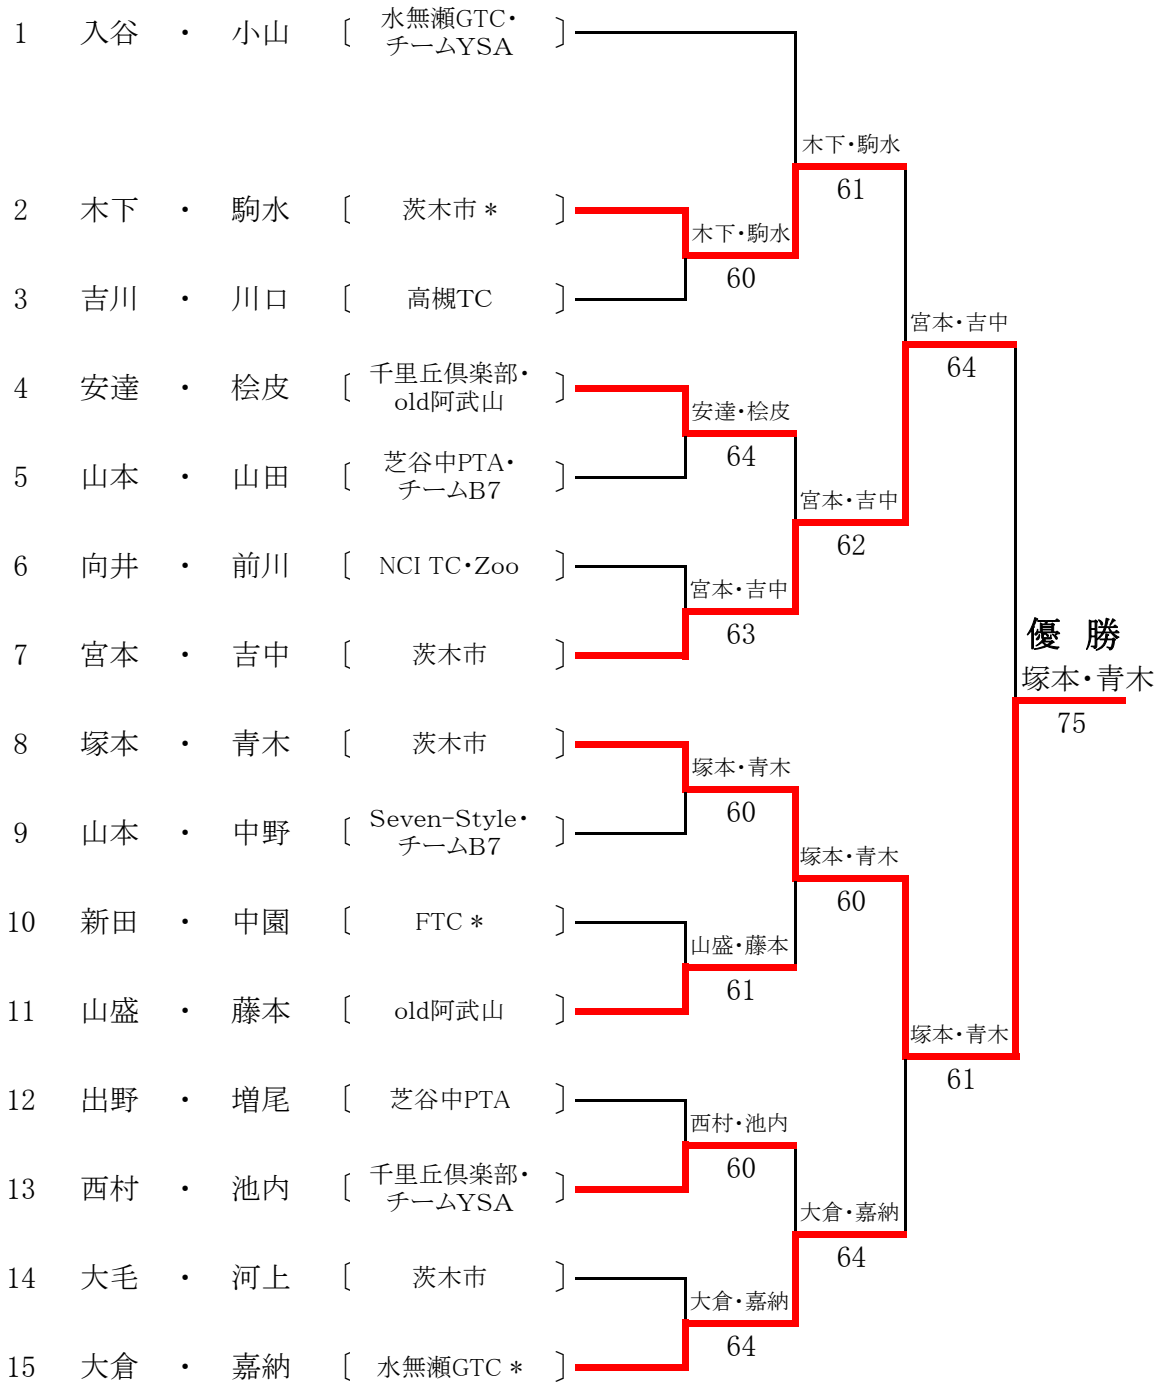 1 入谷 ・ 小山 〔 水無瀬GTC・チームYSA 〕
木下・駒水
61
2 木下 ・ 駒水 〔 茨木市＊ 〕
木下・駒水
60
3 吉川 ・ 川口 〔 高槻TC 〕
宮本・吉中
64
4 安達 ・ 桧皮 〔 千里丘倶楽部・old阿武山 〕
安達・桧皮
64
5 山本 ・ 山田 〔 芝谷中PTA・チームB7 〕
宮本・吉中
62
6 向井 ・ 前川 〔 NCI TC・Zoo 〕
宮本・吉中
63
7 宮本 ・ 吉中 〔 茨木市 〕
優 勝
塚本・青木
75
8 塚本 ・ 青木 〔 茨木市 〕
塚本・青木
60
9 山本 ・ 中野 〔 Seven-Style・チームB7 〕
塚本・青木
60
10 新田 ・ 中園 〔 FTC＊ 〕
山盛・藤本
61
11 山盛 ・ 藤本 〔 old阿武山 〕
塚本・青木
61
12 出野 ・ 増尾 〔 芝谷中PTA 〕
西村・池内
60
13 西村 ・ 池内 〔 千里丘倶楽部・チームYSA 〕
大倉・嘉納
64
14 大毛 ・ 河上 〔 茨木市 〕
大倉・嘉納
64
15 大倉 ・ 嘉納 〔 水無瀬GTC＊ 〕